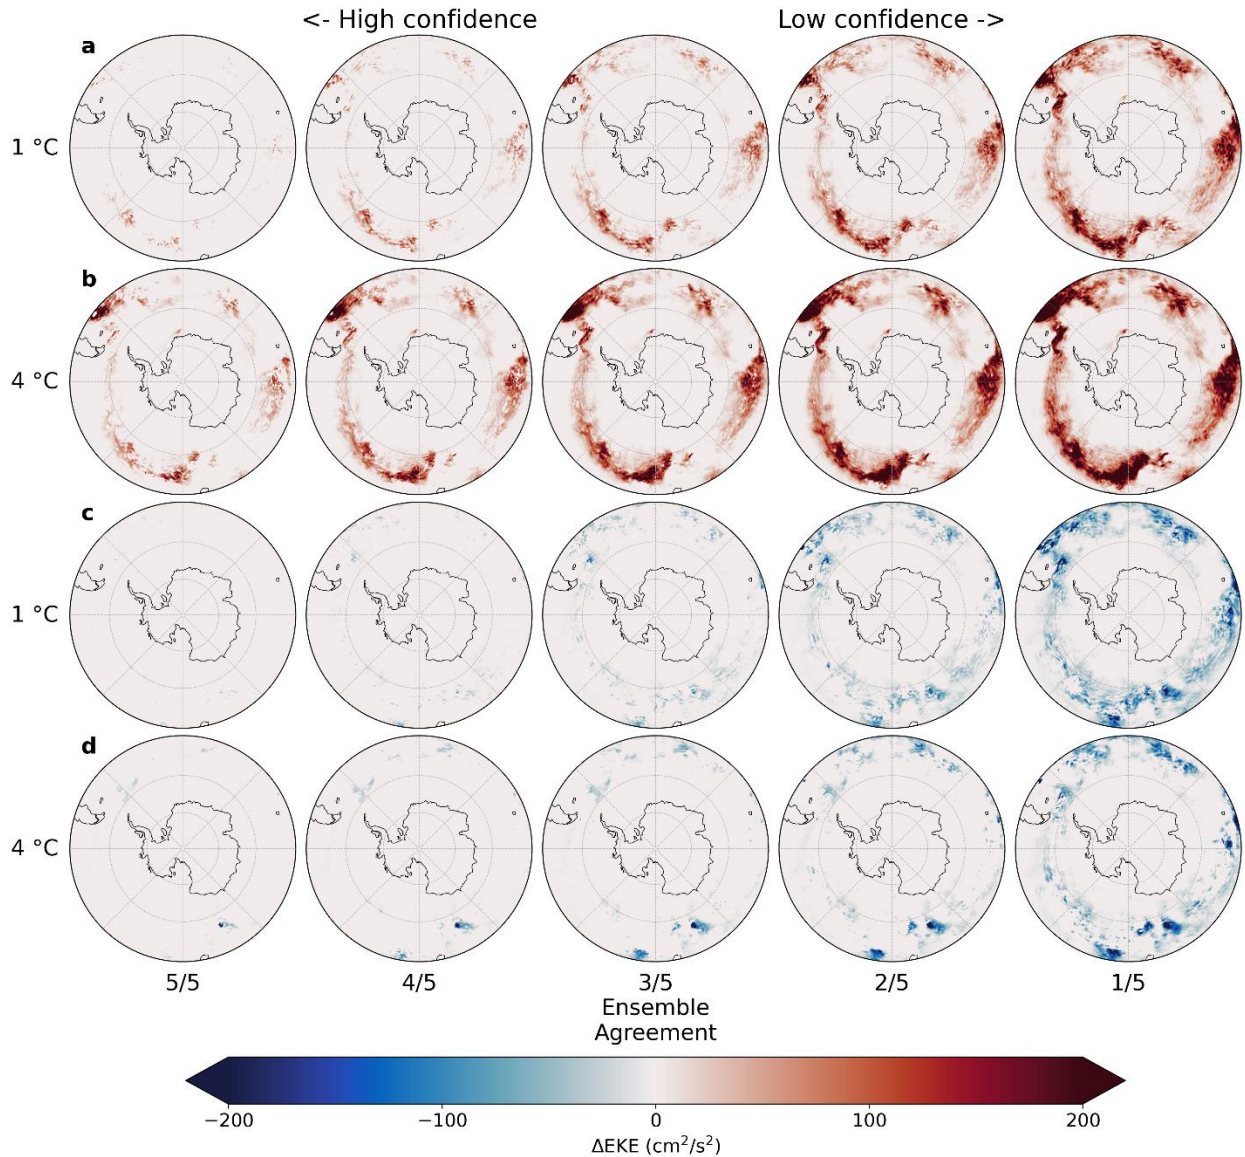 <- High confidence
Low confidence ->
a
1 °C
b
4 °C
c
1 °C
d
4 °C
5/5
4/5
3/5
2/5
1/5
Ensemble
Agreement
−200
−100
0
100
200
ΔEKE (cm²/s²)